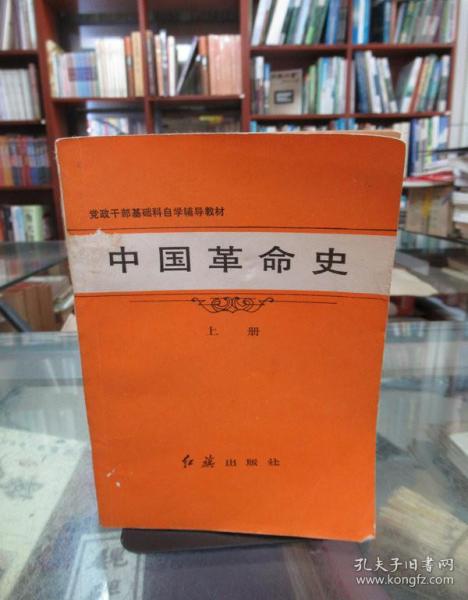 党政干部基础科自学辅导教材
中国革命史
上册
红旗出版社
孔夫子旧书网
www.kongfz.com